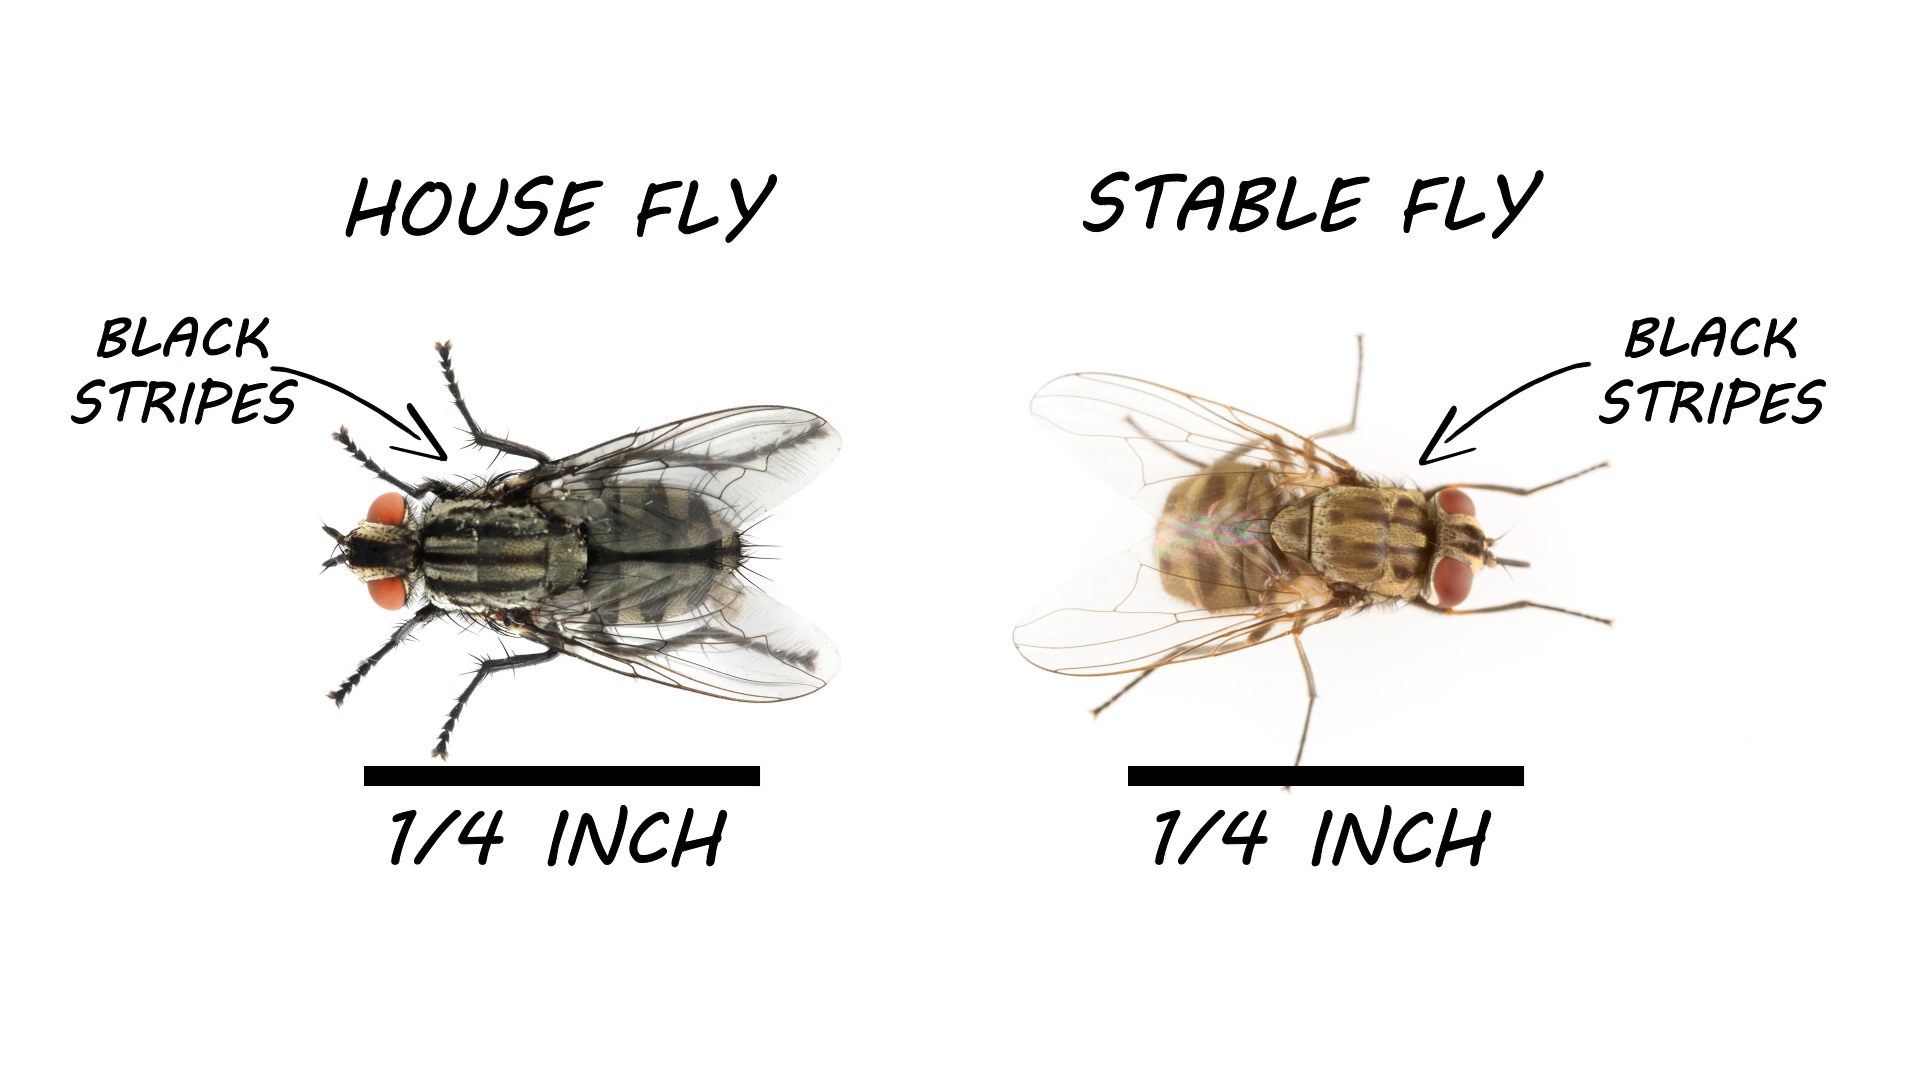 HOUSE FLY
STABLE FLY
BLACK
STRIPES
BLACK
STRIPES
1/4 INCH
1/4 INCH